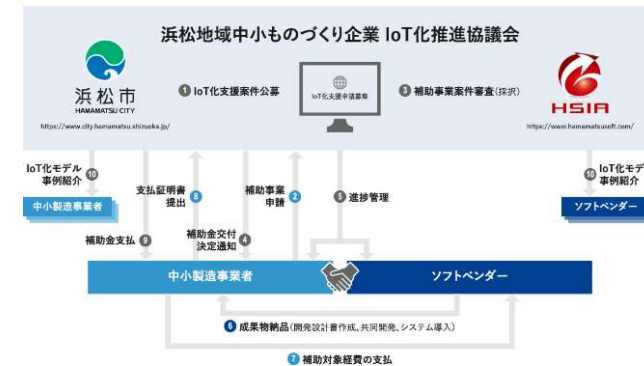 浜松地域中小ものづくり企業 IoT化推進協議会
浜松市
HAMAMATSU CITY
https://www.city.hamamatsu.shizuoka.jp/
① IoT化支援案件公募
IoT化支援申請募集
③ 補助事業案件審査(採択)
HSIA
https://www.hamamatsusoft.com/
IoT化モデル
事例紹介 ⑩
中小製造事業者
支払証明書
提出 ⑧
補助事業
申請 ②
⑤ 進捗管理
⑩ IoT化モデ
事例紹介
ソフトベンダー
補助金支払 ⑨
補助金交付
決定通知 ④
中小製造事業者
ソフトベンダー
⑥ 成果物納品(開発設計書作成、共同開発、システム導入)
⑦ 補助対象経費の支払